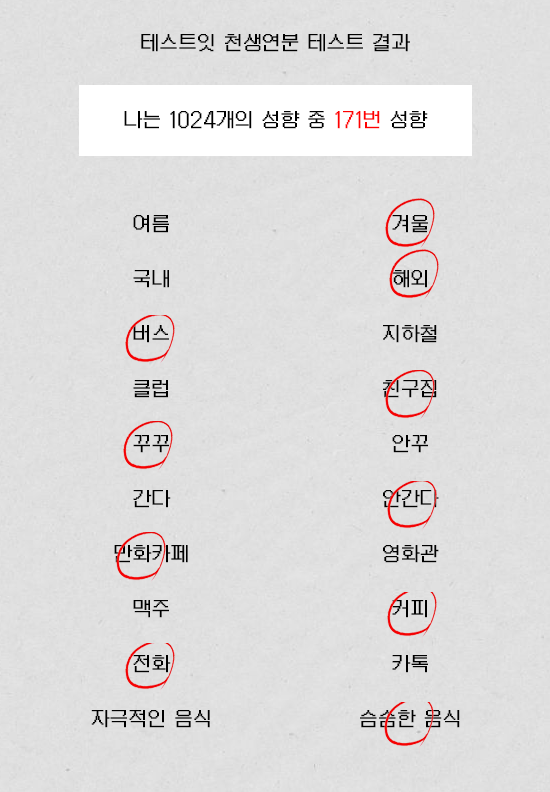 테스트잇 천생연분 테스트 결과
나는 1024개의 성향 중 171번 성향
여름 겨울
국내 해외
버스 지하철
클럽 친구집
꾸꾸 안꾸
간다 안간다
만화카페 영화관
맥주 커피
전화 카톡
자극적인 음식 슴슴한 음식